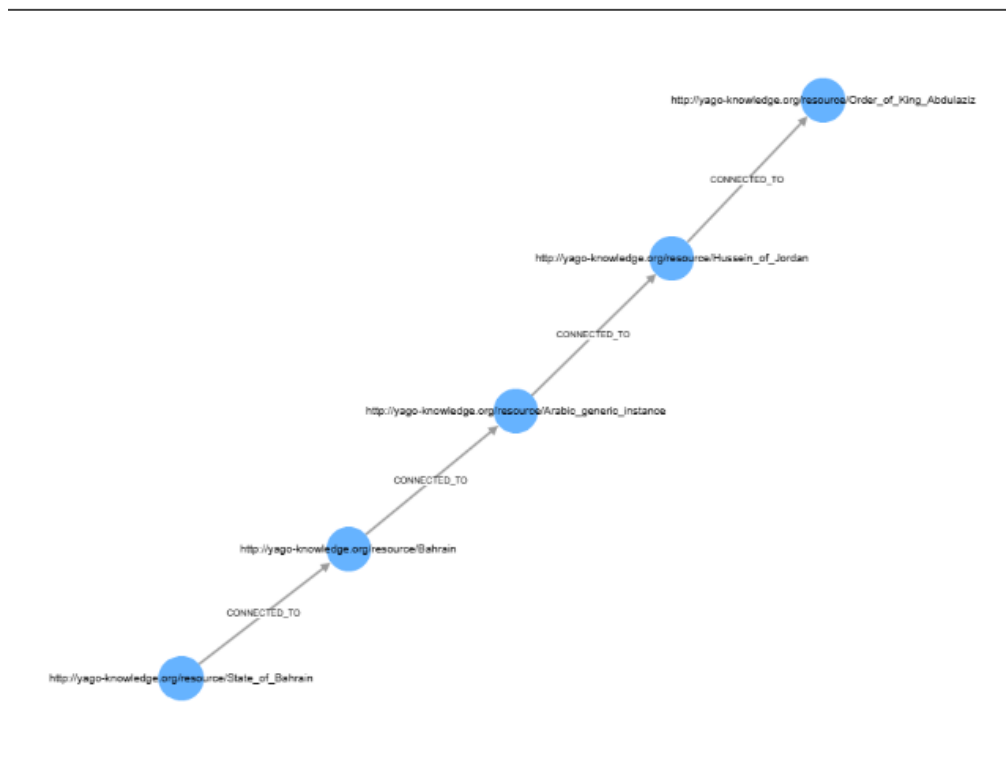 http://yago-knowledge.org/resource/Order_of_King_Abdulaziz
CONNECTED_TO
http://yago-knowledge.org/resource/Hussein_of_Jordan
CONNECTED_TO
http://yago-knowledge.org/resource/Arabic_generic_instance
CONNECTED_TO
http://yago-knowledge.org/resource/Bahrain
CONNECTED_TO
http://yago-knowledge.org/resource/State_of_Bahrain